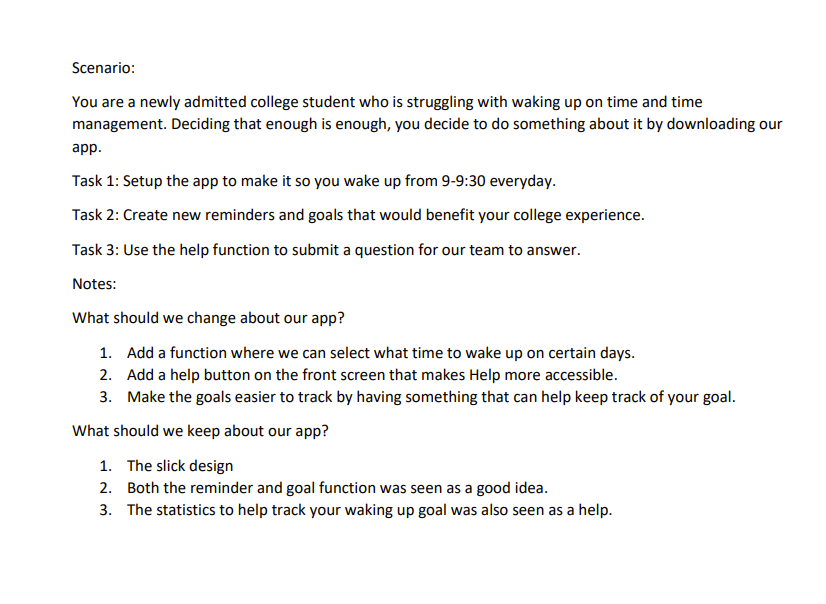 Scenario:
You are a newly admitted college student who is struggling with waking up on time and time
management. Deciding that enough is enough, you decide to do something about it by downloading our
app.
Task 1: Setup the app to make it so you wake up from 9-9:30 everyday.
Task 2: Create new reminders and goals that would benefit your college experience.
Task 3: Use the help function to submit a question for our team to answer.
Notes:
What should we change about our app?
1. Add a function where we can select what time to wake up on certain days.
2. Add a help button on the front screen that makes Help more accessible.
3. Make the goals easier to track by having something that can help keep track of your goal.
What should we keep about our app?
1. The slick design
2. Both the reminder and goal function was seen as a good idea.
3. The statistics to help track your waking up goal was also seen as a help.